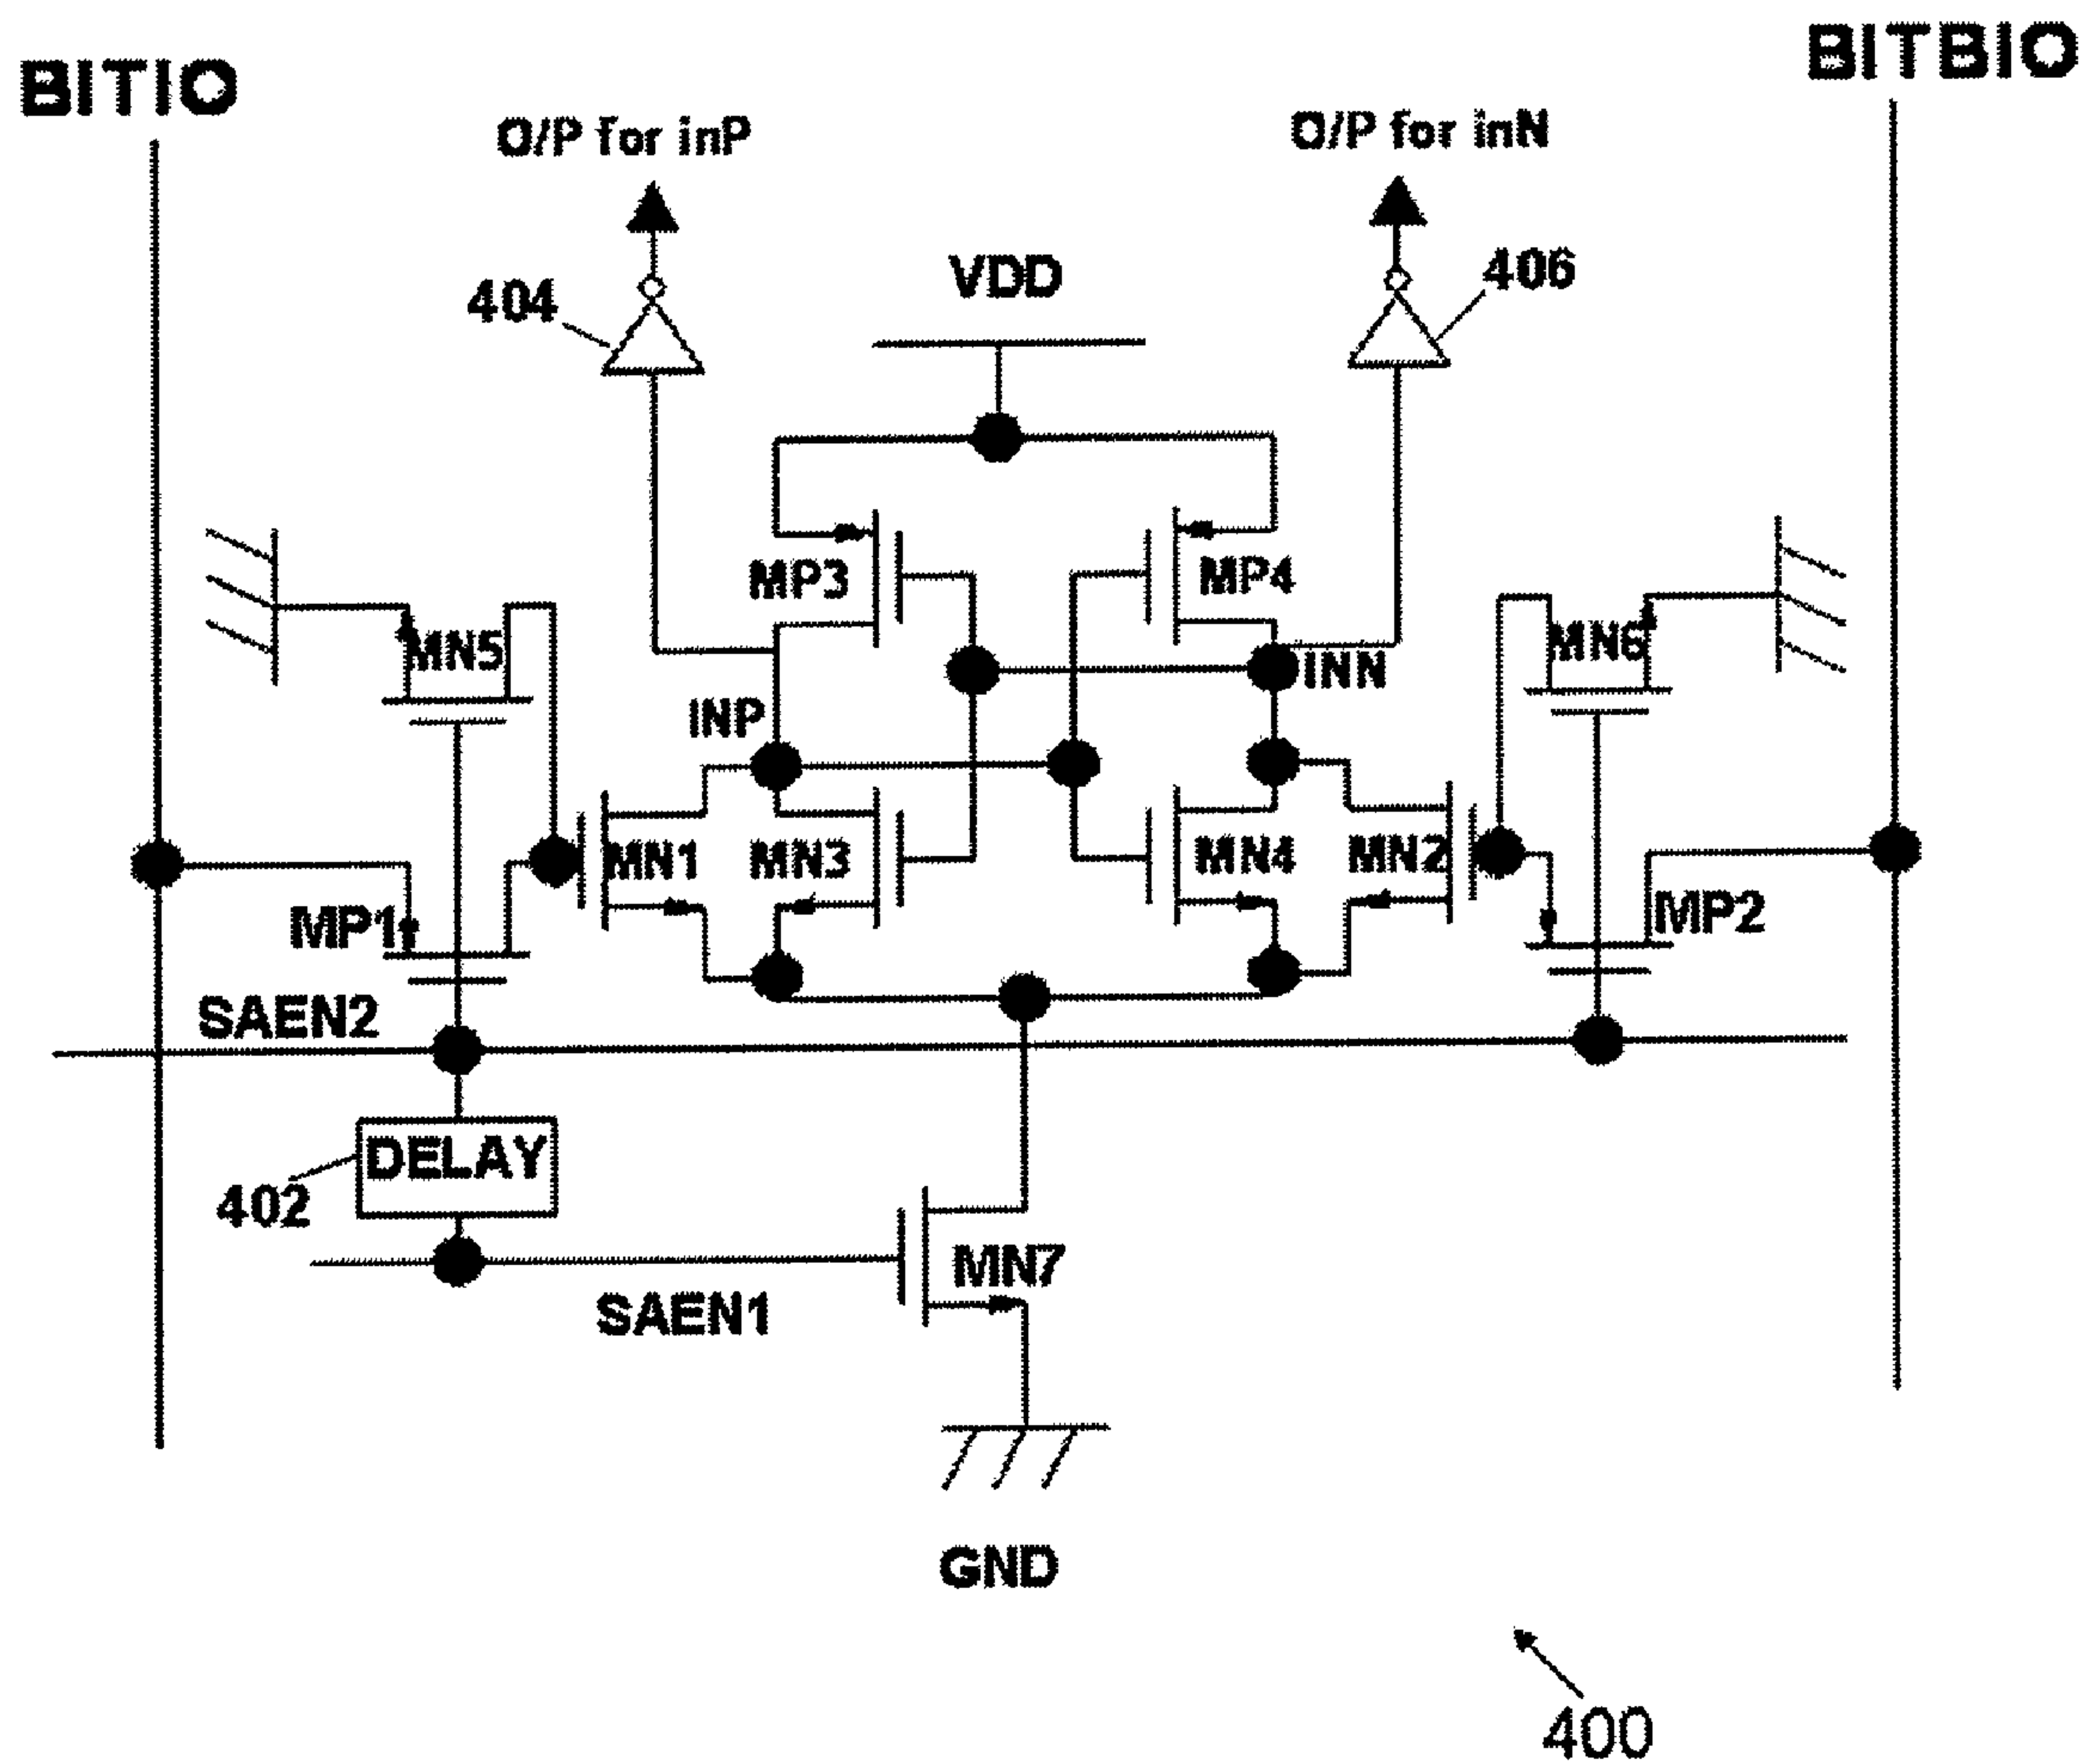 BITIO
BITBIO
O/P for inP
O/P for inN
404
VDD
406
MP3
MP4
MN5
MN6
INP
INN
MN1
MN3
MN4
MN2
MP1
MP2
SAEN2
DELAY
402
MN7
SAEN1
GND
400